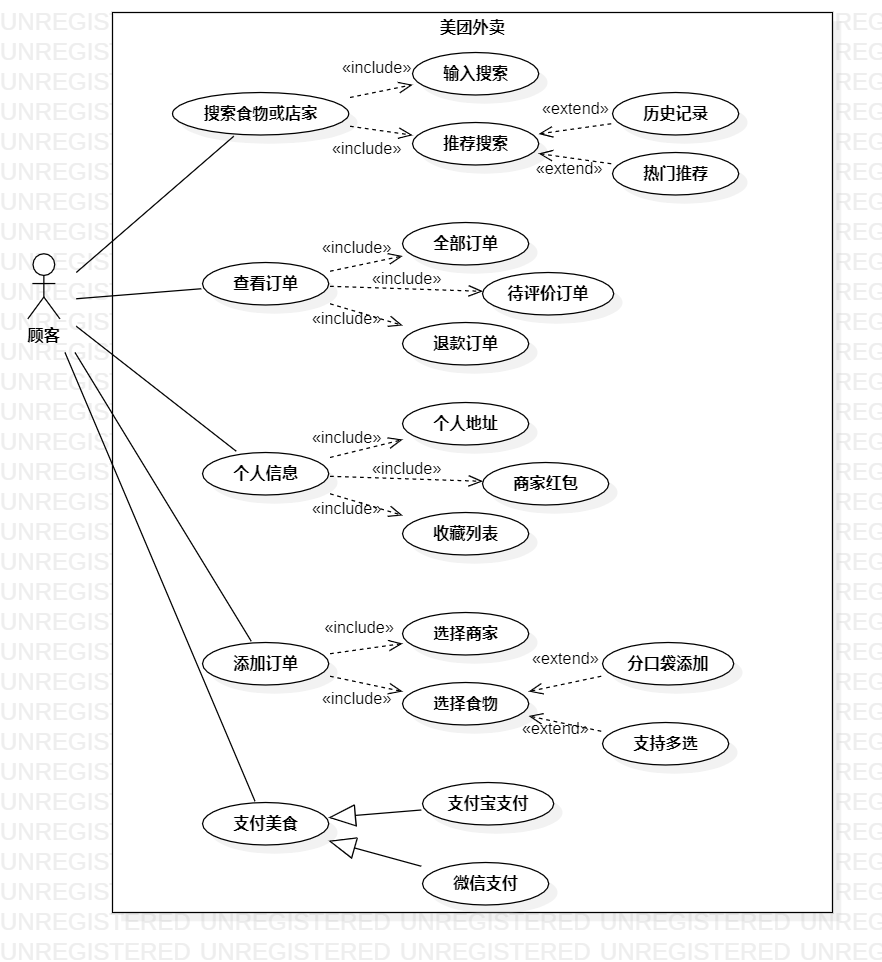 美团外卖
«include»
输入搜索
搜索食物或店家
«extend»
历史记录
推荐搜索
«include»
«extend»
热门推荐
«include»
全部订单
查看订单
«include»
待评价订单
«include»
退款订单
顾客
«include»
个人地址
个人信息
«include»
商家红包
«include»
收藏列表
«include»
选择商家
添加订单
«extend»
分口袋添加
«include»
选择食物
«extend»
支持多选
支付宝支付
支付美食
微信支付
UNREGISTERED UNREGISTERED UNREGISTERED UNREGISTERED UNREG
UNREGISTERED UNREGISTERED UNREGISTERED UNREGISTERED UNREG